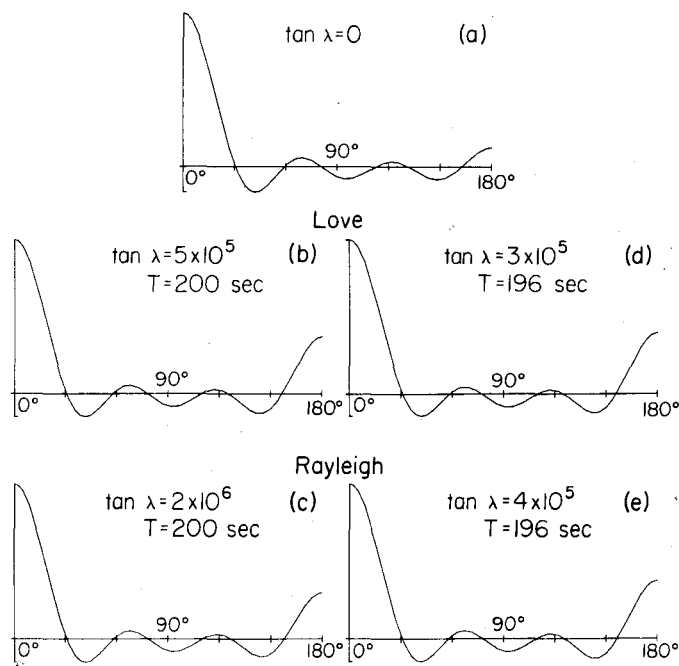 tan λ=0 (a)
90°
0° 180°
Love
tan λ=5×10⁵ (b)
T=200 sec
90°
0° 180°
tan λ=3×10⁵ (d)
T=196 sec
90°
0° 180°
Rayleigh
tan λ=2×10⁶ (c)
T=200 sec
90°
0° 180°
tan λ=4×10⁵ (e)
T=196 sec
90°
0° 180°